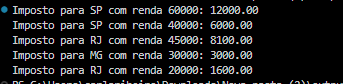 Imposto para SP com renda 60000: 12000.00
Imposto para SP com renda 40000: 6000.00
Imposto para RJ com renda 45000: 8100.00
Imposto para MG com renda 30000: 3000.00
Imposto para RJ com renda 20000: 1600.00